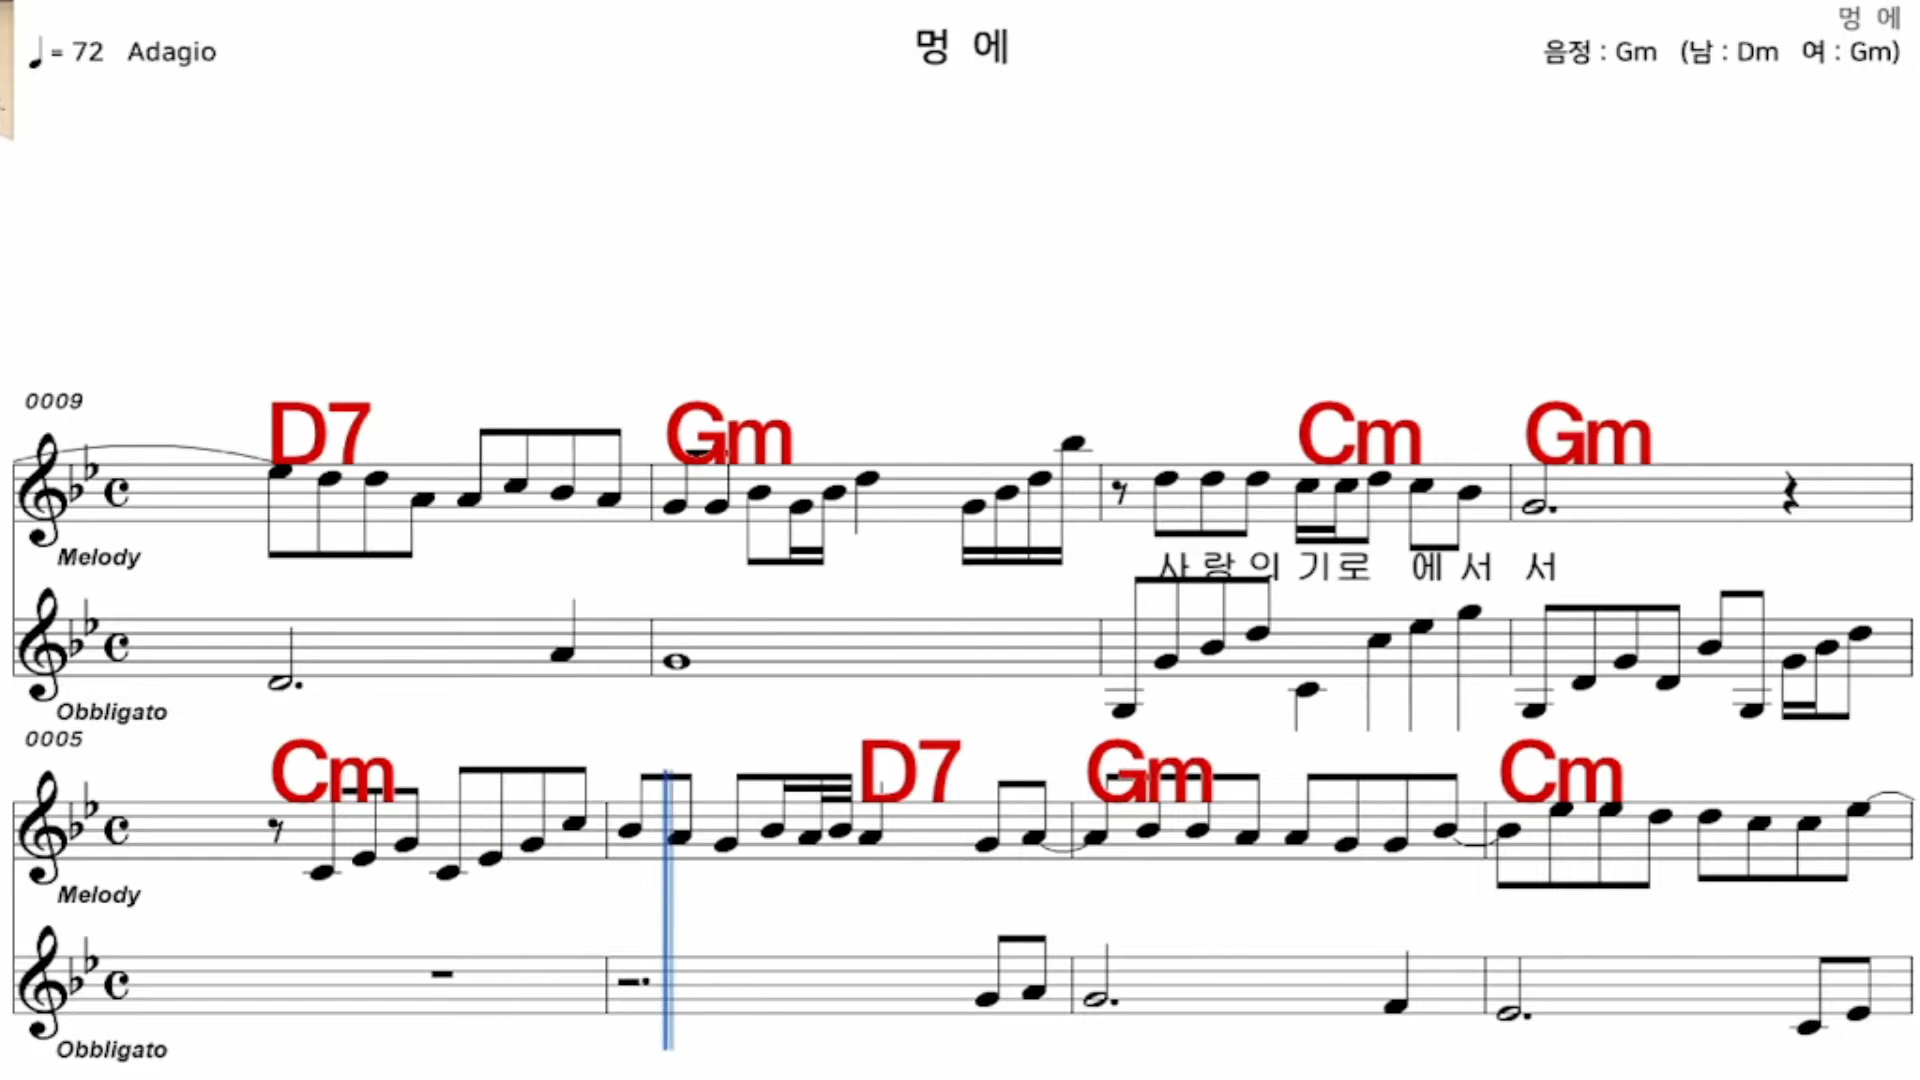 멍 에
♩= 72 Adagio
멍 에
음정 : Gm (남 : Dm 여 : Gm)
0009
D7 Gm Cm Gm
Melody
사 랑 의 기 로 에 서 서
Obbligato
0005
Cm D7 Gm Cm
Melody
Obbligato